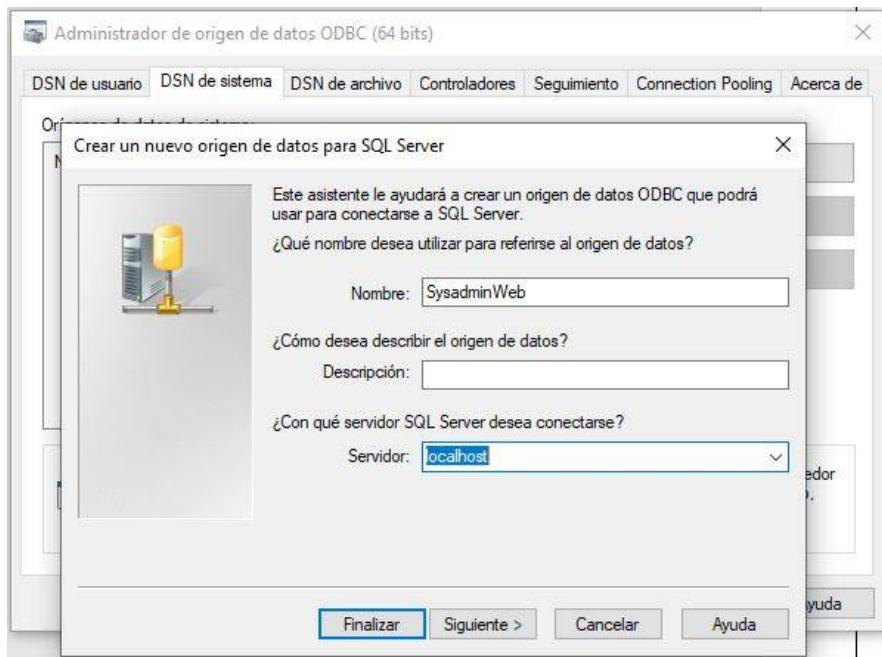 Administrador de origen de datos ODBC (64 bits)
DSN de usuario DSN de sistema DSN de archivo Controladores Seguimiento Connection Pooling Acerca de
Crear un nuevo origen de datos para SQL Server
Este asistente le ayudará a crear un origen de datos ODBC que podrá
usar para conectarse a SQL Server.
¿Qué nombre desea utilizar para referirse al origen de datos?
Nombre: SysadminWeb
¿Cómo desea describir el origen de datos?
Descripción:
¿Con qué servidor SQL Server desea conectarse?
Servidor: localhost
Finalizar Siguiente > Cancelar Ayuda